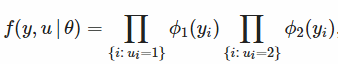 f(y, u | θ) = ∏_{{i: u_i=1}} ϕ_1(y_i) ∏_{{i: u_i=2}} ϕ_2(y_i),